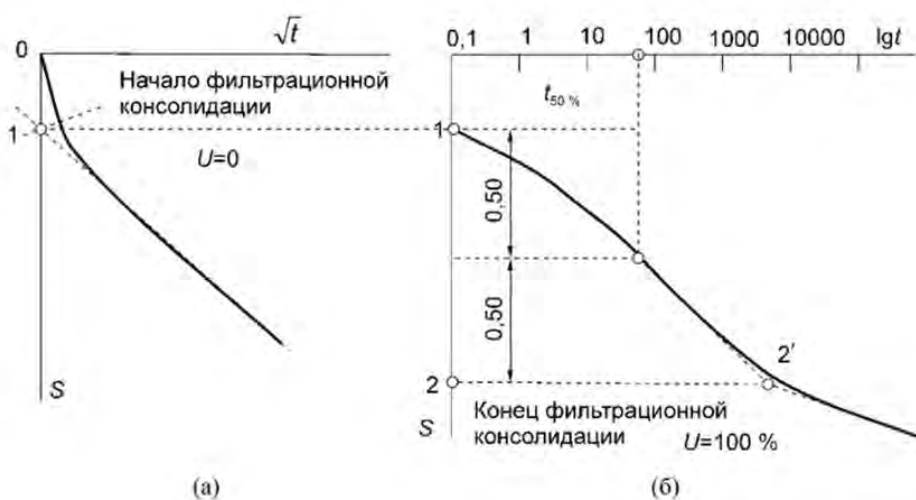 √t
0
Начало фильтрационной
консолидации
1
U=0
S
(а)
0,1 1 10 100 1000 10000 lgt
t50 %
1
0,50
0,50
2
2'
Конец фильтрационной
консолидации
U=100 %
S
(б)